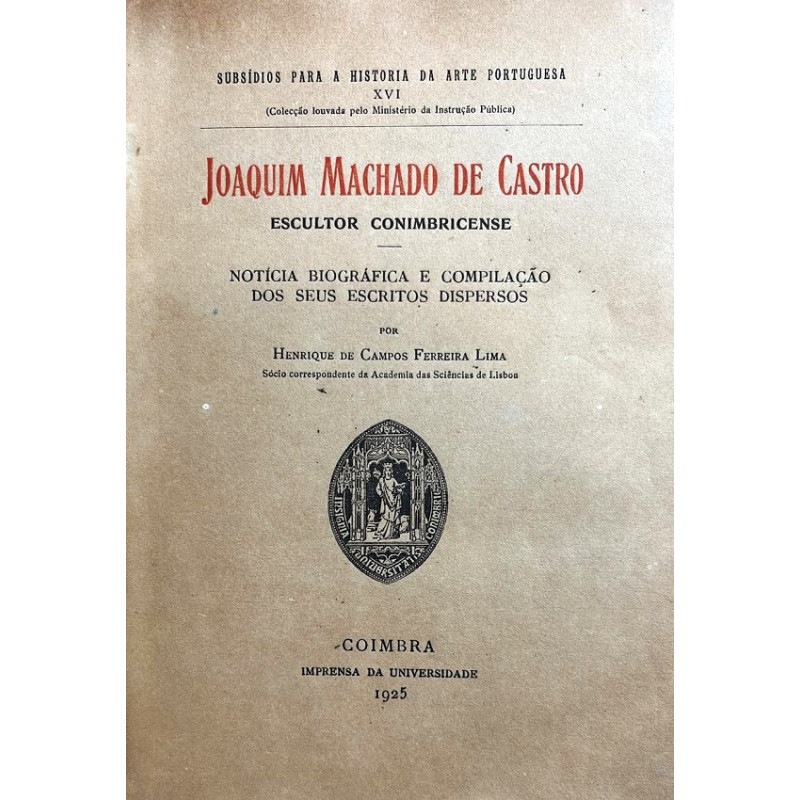 SUBSÍDIOS PARA A HISTORIA DA ARTE PORTUGUESA
XVI
(Colecção louvada pelo Ministério da Instrução Pública)
JOAQUIM MACHADO DE CASTRO
ESCULTOR CONIMBRICENSE
NOTÍCIA BIOGRÁFICA E COMPILAÇÃO
DOS SEUS ESCRITOS DISPERSOS
POR
HENRIQUE DE CAMPOS FERREIRA LIMA
Sócio correspondente da Academia das Sciências de Lisboa
INSIGNIA
COIMBRA
IMPRENSA DA UNIVERSIDADE
1925